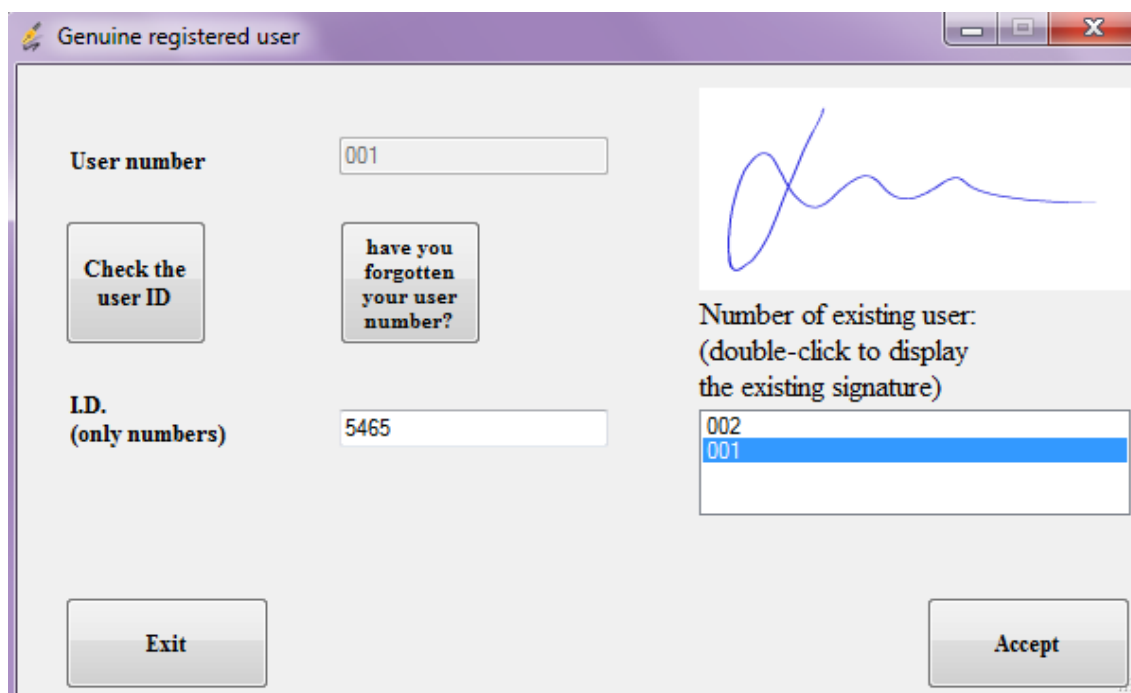 Genuine registered user
User number
001
Check the
user ID
have you
forgotten
your user
number?
I.D.
(only numbers)
5465
Number of existing user:
(double-click to display
the existing signature)
002
001
Exit
Accept